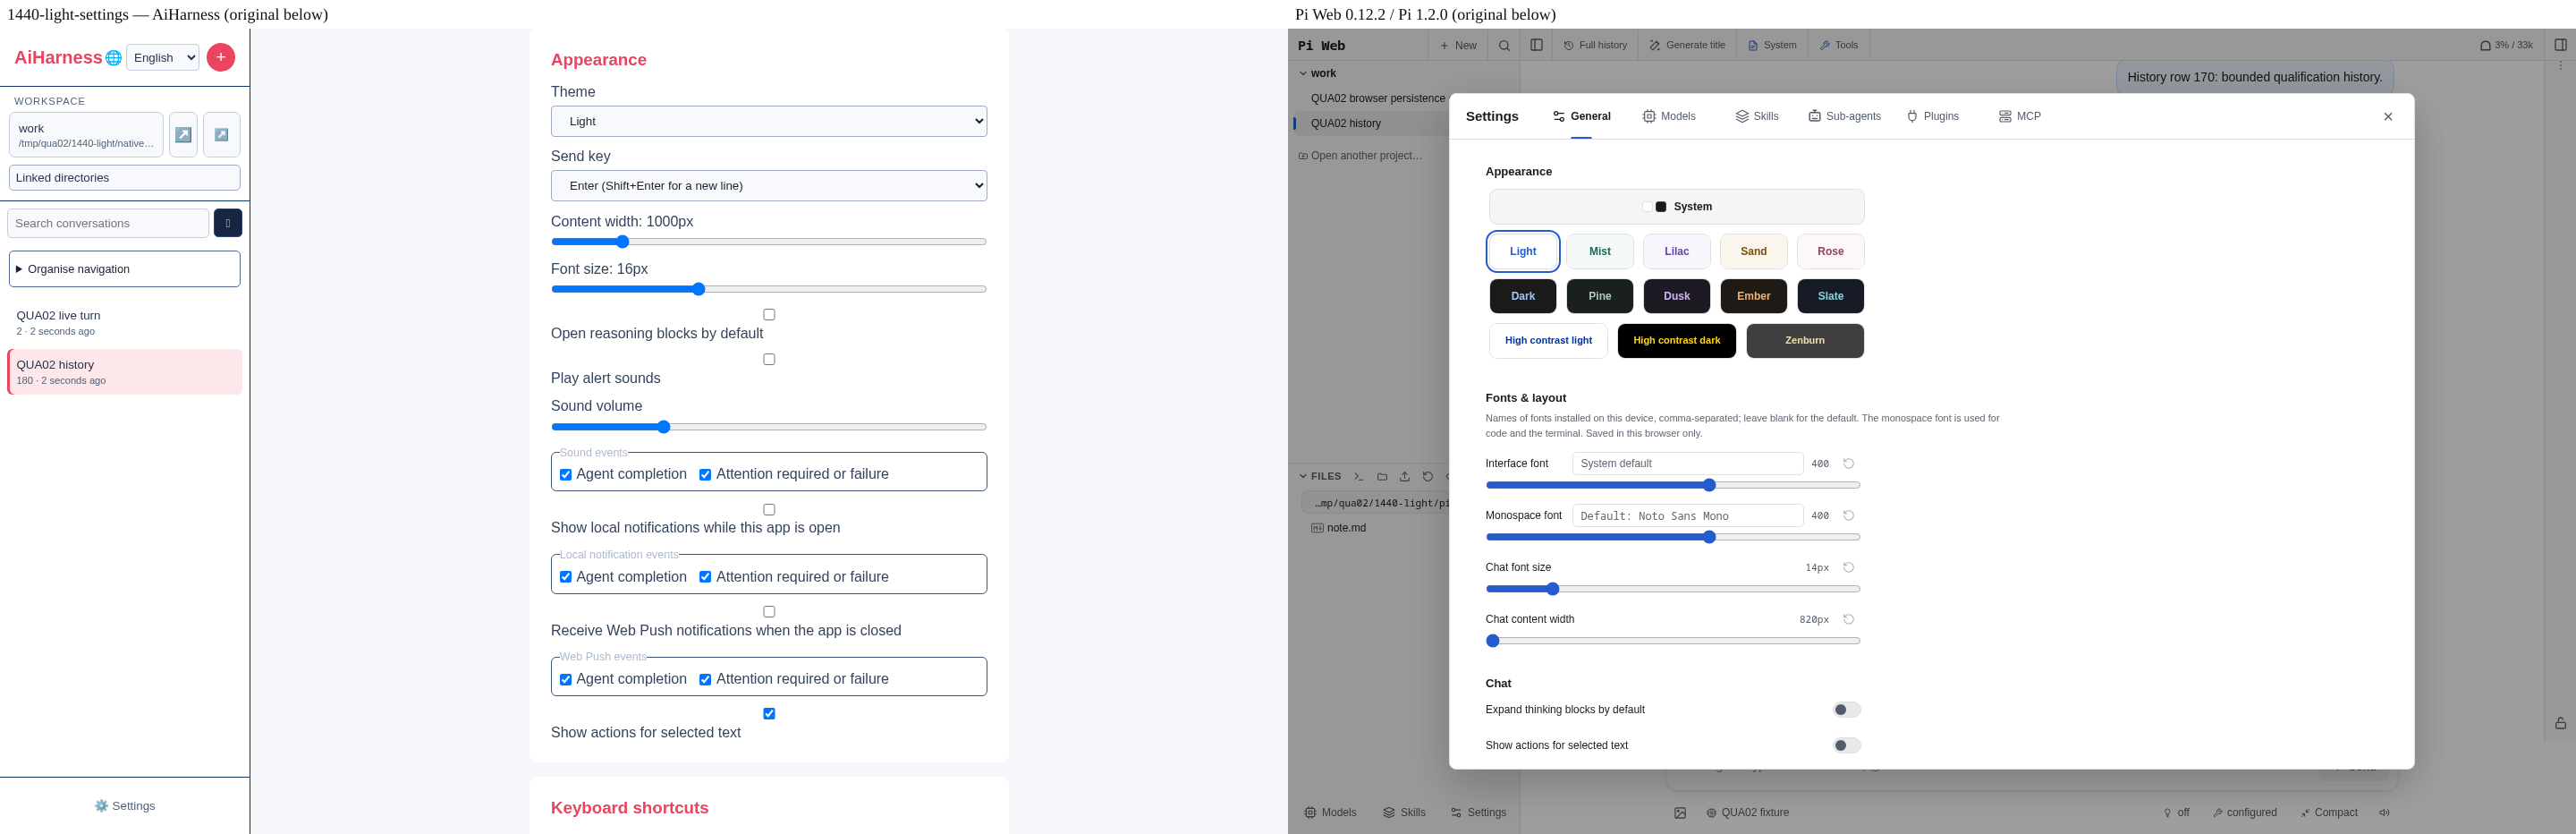 1440-light-settings — AiHarness (original below)
AiHarness
English
+
WORKSPACE
work
/tmp/qua02/1440-light/native…
Linked directories
Search conversations
Organise navigation
QUA02 live turn
2 · 2 seconds ago
QUA02 history
180 · 2 seconds ago
Settings
Appearance
Theme
Light
Send key
Enter (Shift+Enter for a new line)
Content width: 1000px
Font size: 16px
Open reasoning blocks by default
Play alert sounds
Sound volume
Sound events
Agent completion Attention required or failure
Show local notifications while this app is open
Local notification events
Agent completion Attention required or failure
Receive Web Push notifications when the app is closed
Web Push events
Agent completion Attention required or failure
Show actions for selected text
Keyboard shortcuts
Pi Web 0.12.2 / Pi 1.2.0 (original below)
Pi Web
New
Full history
Generate title
System
Tools
3% / 33k
work
QUA02 browser persistence
QUA02 history
Open another project…
FILES
…mp/qua02/1440-light/pi
note.md
Models
Skills
Settings
History row 170: bounded qualification history.
Settings
General
Models
Skills
Sub-agents
Plugins
MCP
Appearance
System
Light Mist Lilac Sand Rose
Dark Pine Dusk Ember Slate
High contrast light High contrast dark Zenburn
Fonts & layout
Names of fonts installed on this device, comma-separated; leave blank for the default. The monospace font is used for
code and the terminal. Saved in this browser only.
Interface font System default 400
Monospace font Default: Noto Sans Mono 400
Chat font size 14px
Chat content width 820px
Chat
Expand thinking blocks by default
Show actions for selected text
QUA02 fixture
off
configured
Compact